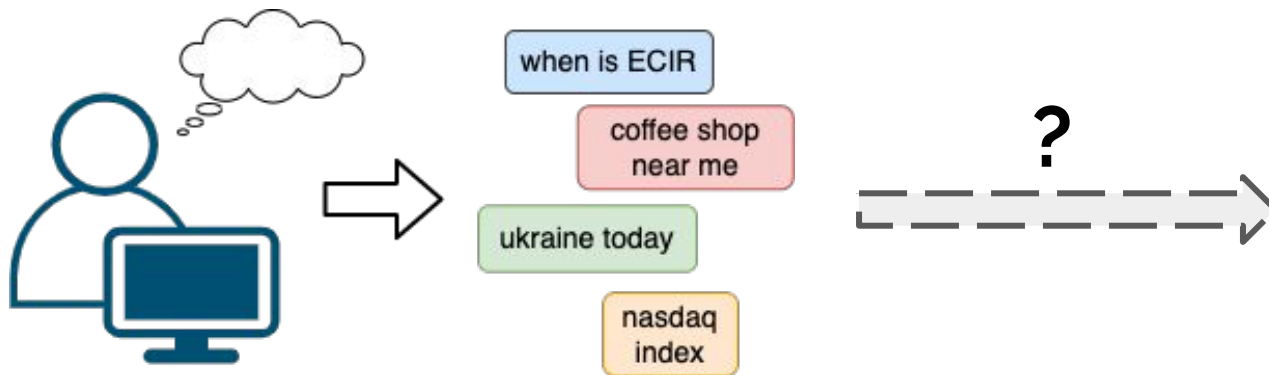 when is ECIR
coffee shop
near me
?
ukraine today
nasdaq
index